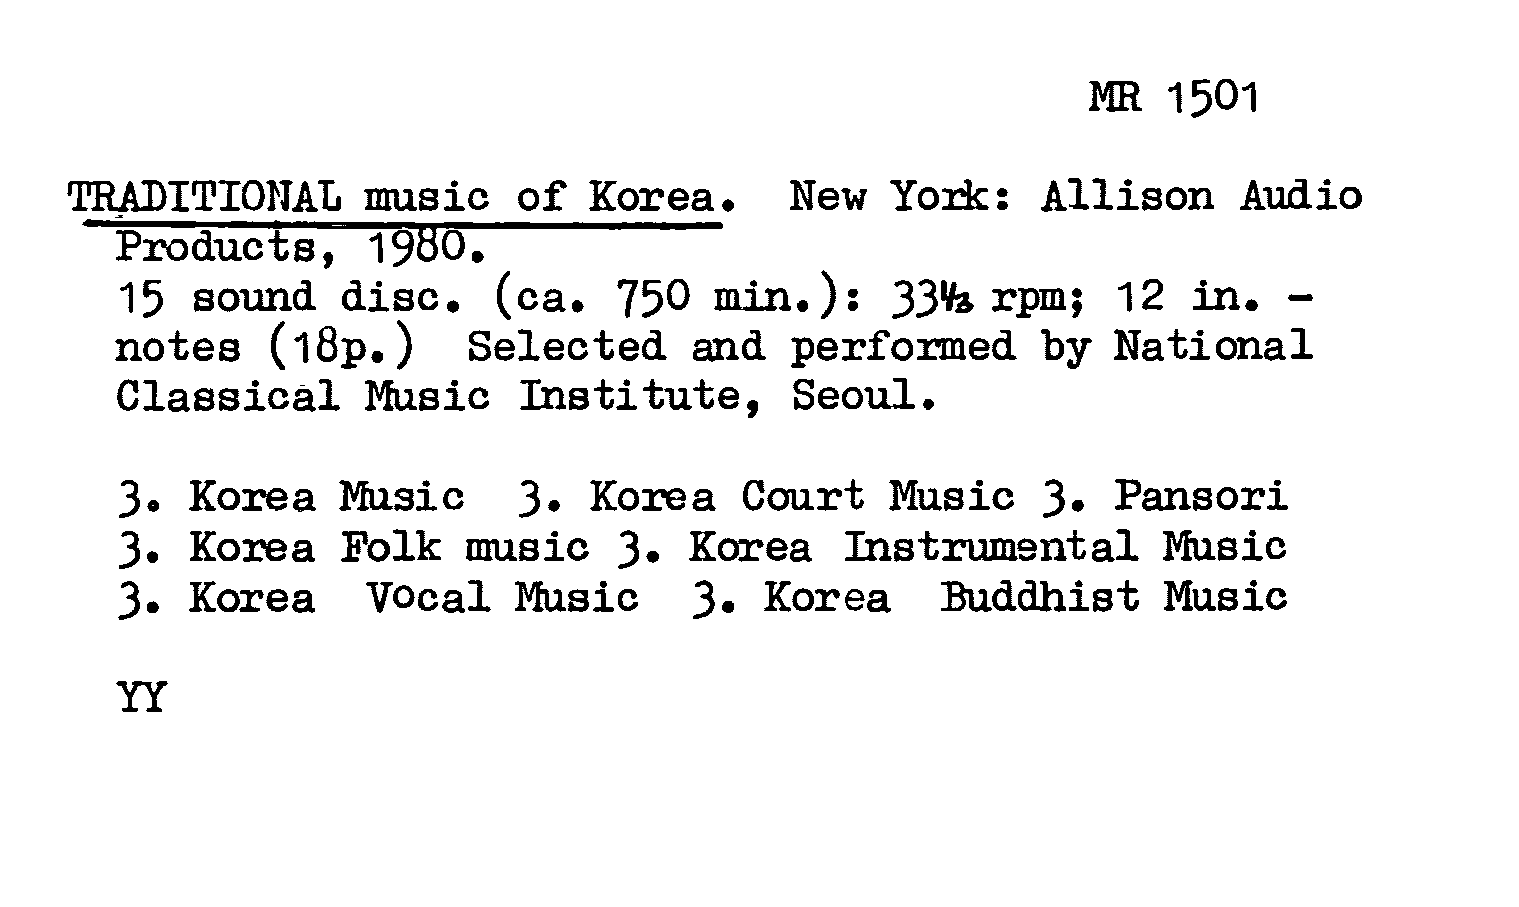 MR 1501
TRADITIONAL music of Korea. New York: Allison Audio
Products, 1980.
15 sound disc. (ca. 750 min.): 33⅓ rpm; 12 in. -
notes (18p.) Selected and performed by National
Classical Music Institute, Seoul.
3. Korea Music 3. Korea Court Music 3. Pansori
3. Korea Folk music 3. Korea Instrumental Music
3. Korea Vocal Music 3. Korea Buddhist Music
YY